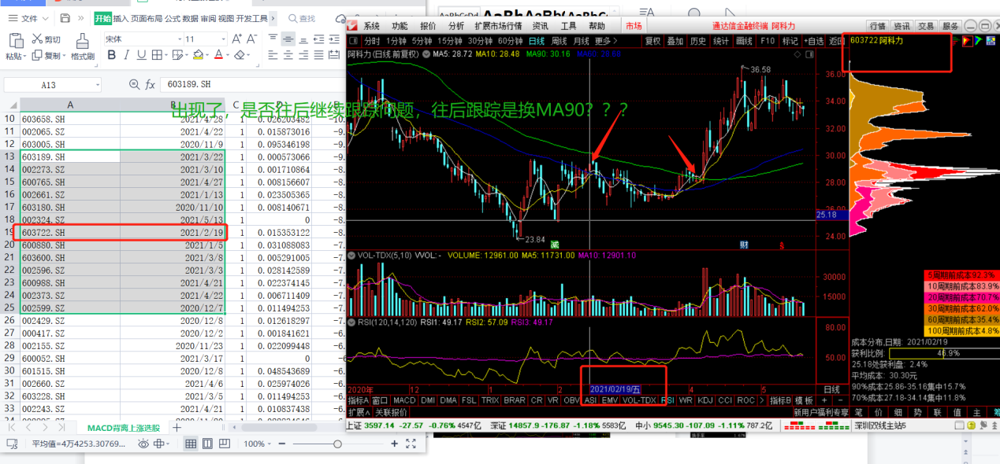 文件
开始 插入 页面布局 公式 数据 审阅 视图 开发工具
查找
粘贴
剪切
复制
格式刷
宋体
11
B I U
A13
fx
603189.SH
A B C
出现了，是否往后继续跟踪问题，往后跟踪是换MA90？？？
10 603658.SH 2021/4/28 1 0.026203482
11 002065.SZ 2021/4/22 1 0.015873016 -9.
12 603005.SH 2020/11/9 1 0.095346198 -9.
13 603189.SH 2021/3/22 1 0.000573066 -9.
14 002273.SZ 2021/3/10 1 0.001710864 -8.
15 600765.SH 2021/4/27 1 0.008156607 -8.
16 002661.SZ 2021/1/13 1 0.023505365 -8.
17 603180.SH 2020/11/10 1 0.008140671 -8.
18 002324.SZ 2021/5/13 1 0 -8.
19 603722.SH 2021/2/19 1 0.015353122 -8.
20 600880.SH 2021/1/5 1 0.031088083 -7.
21 603600.SH 2021/3/8 1 0.005291005 -7.
22 002596.SZ 2021/3/3 1 0.028142589 -7.
23 600988.SH 2021/4/21 1 0.022374145 -7.
24 002373.SZ 2021/4/22 1 0.006711409 -7.
25 002599.SZ 2020/12/7 1 0.011494253 -7.
26 002429.SZ 2020/12/8 1 0.012618297 -7.
27 000417.SZ 2020/12/2 1 0.001841621 -6.
28 002155.SZ 2020/11/23 1 0.022099448 -6.
29 600052.SH 2021/3/17 1 0 -6
30 601515.SH 2020/12/8 1 0.048543689 -6.
31 002660.SZ 2021/4/6 1 0.025974026 -6.
32 603228.SH 2021/3/5 1 0.010309278 -6.
33 002243.SZ 2021/4/21 1 0.010837438 -6.
MACD背离上涨选股
平均值=4万4253.30769...
100%
系统 功能 报价 分析 扩展市场行情 资讯 工具 帮助 市场
通达信金融终端 阿科力
行情 资讯 交易 服务
分时 1分钟 5分钟 15分钟 30分钟 60分钟 日线 周线 月线 更多
复权 叠加 历史 统计 画线 F10 标记 +自选 返回
603722 阿科力
阿科力(日线.前复权) MA5: 28.72 MA10: 28.48 MA90: 30.16
36.58
23.84
减
财
36.00
34.00
32.00
30.00
28.00
26.00
25.18
24.00
VOL-TDX(5,10) VVOL: - VOLUME: 12961.00 MA5: 11731.00 MA10: 12901.10
30000
15000
RSI(120,14,120) RSI1: 49.17 RSI2: 57.09 RSI3: 49.17
80.00
50.00
2020年 12 1 2 2021/02/19/五 4 5 日线
指标A 窗口 MACD DMI DMA FSL TRIX BRAR CR VR OBV ASI EMV VOL-TDX RSI WR KDJ CCI ROC 指标B 模板 + -
扩展 关联报价
新用户福利专享
5周期前成本92.3%
10周期前成本83.9%
20周期前成本70.7%
30周期前成本62.0%
60周期前成本35.4%
100周期前成本4.8%
成本分布,日期: 2021/02/19
获利比例: 46.9%
25.18处获利盘: 2.4%
平均成本: 30.30元
90%成本25.86-35.16集中15.7%
70%成本27.18-34.14集中11.8%
笔 价 细 势 联 值 主 筹
上证 3597.14 -27.57 -0.76% 4547亿 深证 14857.9 -176.87 -1.18% 5583亿 中小 9545.30 -107.09 -1.11% 787.2亿
深圳双线主站5